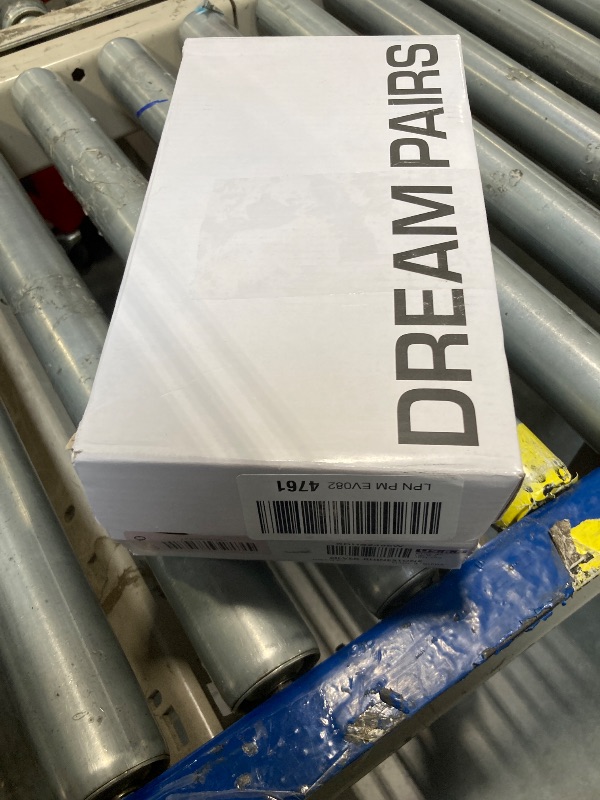 DREAM PAIRS
LPN PM EV082 4761